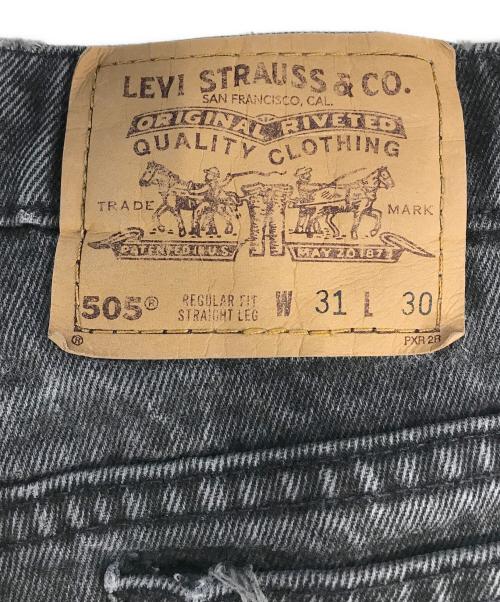 LEVI STRAUSS & CO.
SAN FRANCISCO, CAL.
ORIGINAL RIVETED
QUALITY CLOTHING
TRADE MARK
PATENTED IN U.S. MAY 20 1873
505® REGULAR FIT STRAIGHT LEG W 31 L 30
® PXR 2R